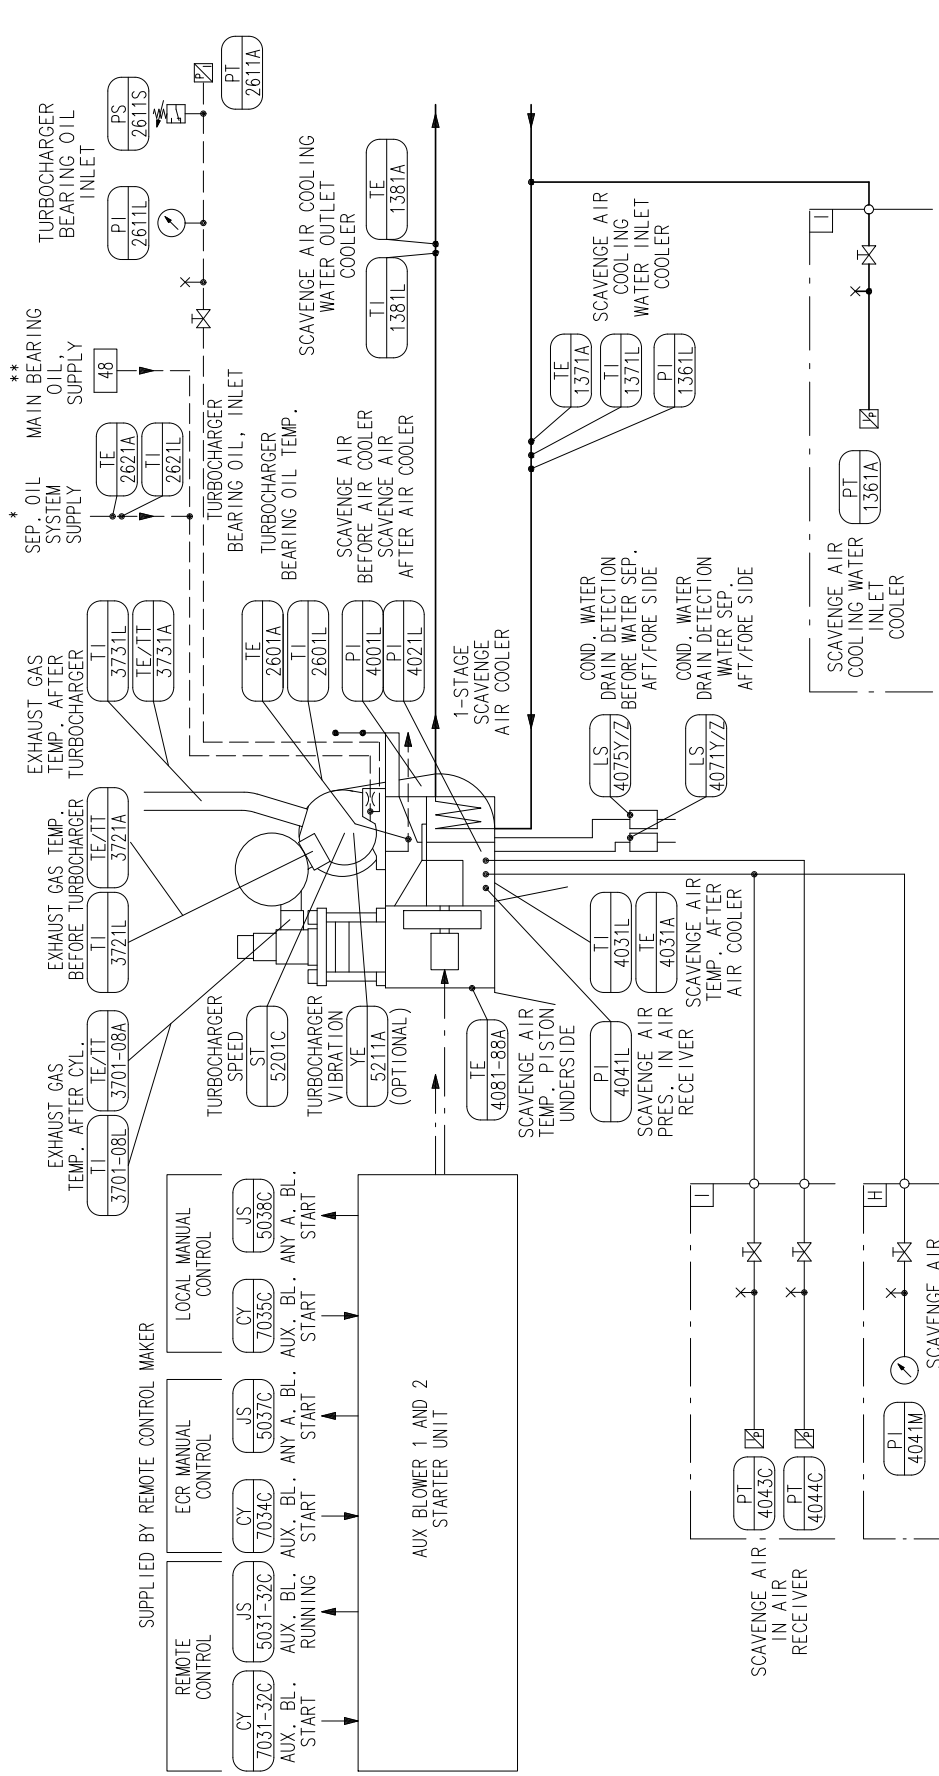 SUPPLIED BY REMOTE CONTROL MAKER
REMOTE
CONTROL
ECR MANUAL
CONTROL
LOCAL MANUAL
CONTROL
CY
7031-32C
AUX. BL.
START
JS
5031-32C
AUX. BL.
RUNNING
CY
7034C
AUX. BL.
START
JS
5037C
ANY A. BL.
START
CY
7035C
AUX. BL.
START
JS
5038C
ANY A. BL.
START
AUX BLOWER 1 AND 2
STARTER UNIT
EXHAUST GAS
TEMP. AFTER CYL.
TI
3701-08L
TE/TT
3701-08A
EXHAUST GAS TEMP.
BEFORE TURBOCHARGER
TI
3721L
TE/TT
3721A
EXHAUST GAS
TEMP. AFTER
TURBOCHARGER
TI
3731L
TE/TT
3731A
TURBOCHARGER
SPEED
ST
5201C
TURBOCHARGER
VIBRATION
YE
5211A
(OPTIONAL)
*
SEP. OIL
SYSTEM
SUPPLY
TE
2621A
TI
2621L
**
MAIN BEARING
OIL,
SUPPLY
48
TURBOCHARGER
BEARING OIL, INLET
TURBOCHARGER
BEARING OIL TEMP.
TE
2601A
TI
2601L
TURBOCHARGER
BEARING OIL
INLET
PI
2611L
PS
2611S
P
I
PT
2611A
SCAVENGE AIR
BEFORE AIR COOLER
SCAVENGE AIR
AFTER AIR COOLER
PI
4001L
PI
4021L
SCAVENGE AIR COOLING
WATER OUTLET
COOLER
TI
1381L
TE
1381A
1-STAGE
SCAVENGE
AIR COOLER
TE
1371A
TI
1371L
PI
1361L
SCAVENGE AIR
COOLING
WATER INLET
COOLER
TE
4081-88A
SCAVENGE AIR
TEMP. PISTON
UNDERSIDE
PI
4041L
SCAVENGE AIR
PRES. IN AIR
RECEIVER
TI
4031L
TE
4031A
SCAVENGE AIR
TEMP. AFTER
AIR COOLER
LS
4075Y/Z
COND. WATER
DRAIN DETECTION
BEFORE WATER SEP.
AFT/FORE SIDE
LS
4071Y/Z
COND. WATER
DRAIN DETECTION
WATER SEP.
AFT/FORE SIDE
SCAVENGE AIR
COOLING WATER
INLET
COOLER
PT
1361A
I
P
I
SCAVENGE AIR
IN AIR
RECEIVER
PT
4043C
I
P
PT
4044C
I
P
I
PI
4041M
H
SCAVENGE AIR